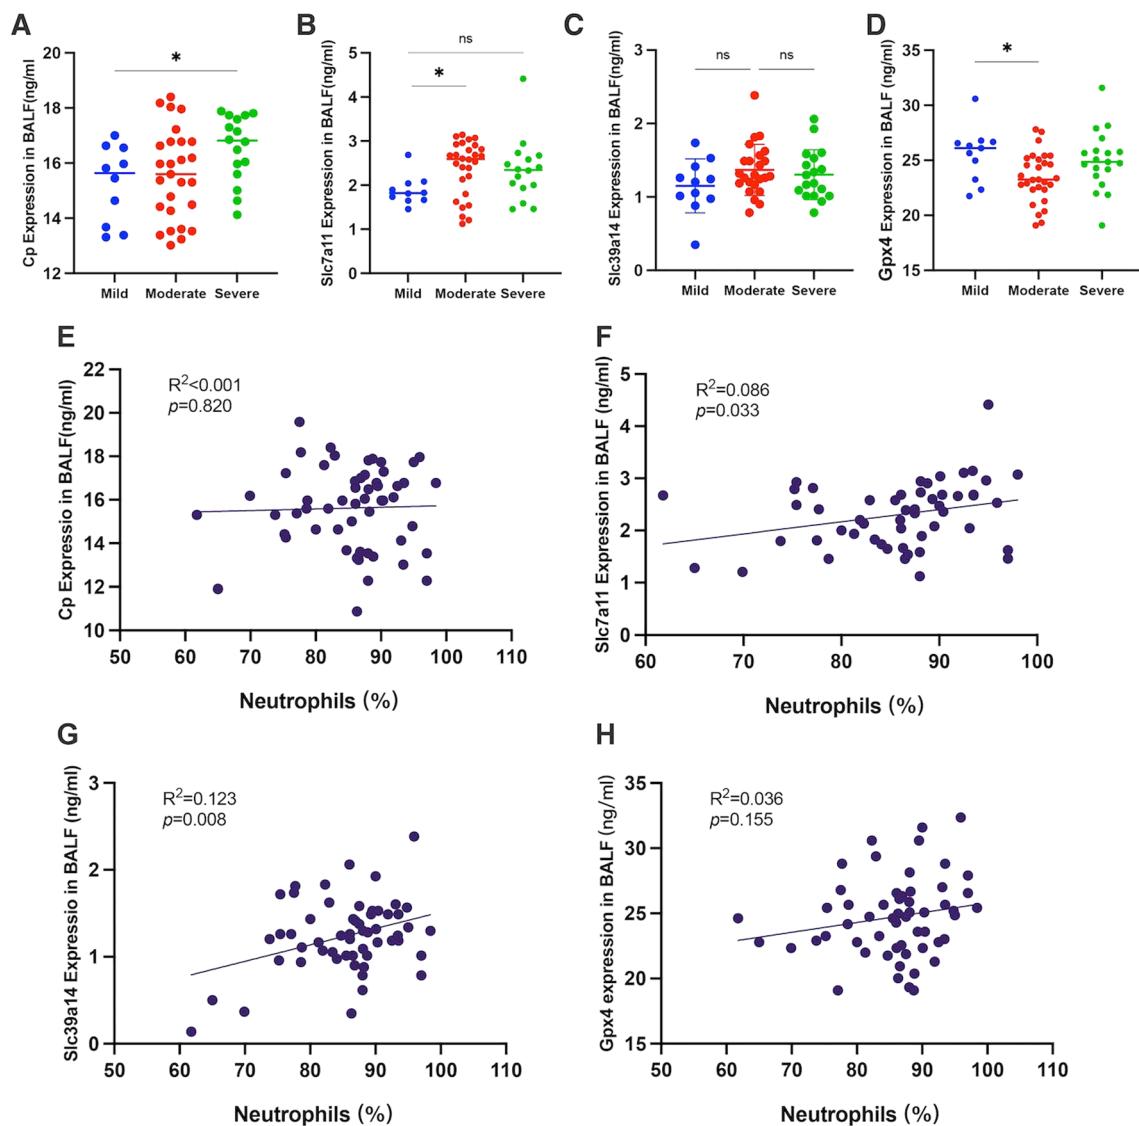 A
Cp Expression in BALF(ng/ml)
20
18
16
14
12
*
Mild Moderate Severe
B
Slc7a11 Expression in BALF(ng/ml)
5
4
3
2
1
0
ns
*
Mild Moderate Severe
C
Slc39a14 Expression in BALF(ng/ml)
3
2
1
0
ns ns
Mild Moderate Severe
D
Gpx4 Expression in BALF(ng/ml)
35
30
25
20
15
*
Mild Moderate Severe
E
Cp Expressio in BALF(ng/ml)
22
20
18
16
14
12
10
R²<0.001
p=0.820
50 60 70 80 90 100 110
Neutrophils (%)
F
Slc7a11 Expression in BALF (ng/ml)
5
4
3
2
1
0
R²=0.086
p=0.033
60 70 80 90 100
Neutrophils (%)
G
Slc39a14 Expressio in BALF (ng/ml)
3
2
1
0
R²=0.123
p=0.008
50 60 70 80 90 100 110
Neutrophils (%)
H
Gpx4 expression in BALF (ng/ml)
35
30
25
20
15
R²=0.036
p=0.155
50 60 70 80 90 100 110
Neutrophils (%)